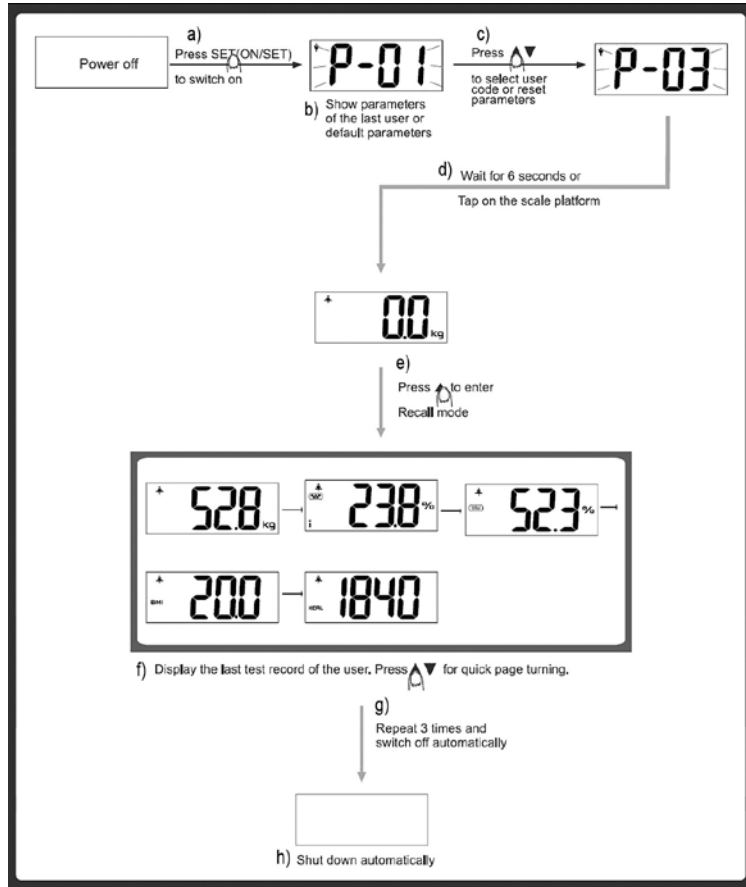 a)
Power off
Press SET(ON/SET)
to switch on
P-01
b) Show parameters
of the last user or
default parameters
c)
Press ▲▼
to select user
code or reset
parameters
P-03
d) Wait for 6 seconds or
Tap on the scale platform
0.0 kg
e)
Press ▲ to enter
Recall mode
52.8 kg
23.8 %
52.3 %
BMI 20.0
KCAL 1840
f) Display the last test record of the user. Press ▲▼ for quick page turning.
g)
Repeat 3 times and
switch off automatically
h) Shut down automatically